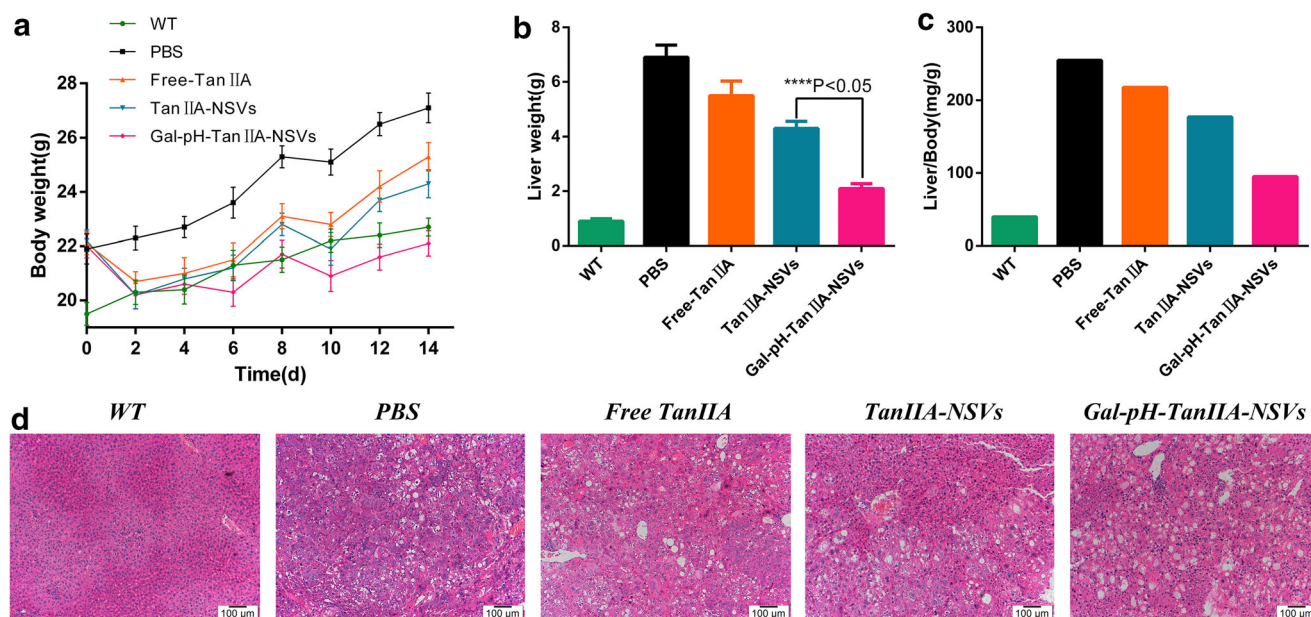 a
WT
PBS
Free-Tan IIA
Tan IIA-NSVs
Gal-pH-Tan IIA-NSVs
Body weight(g)
28
26
24
22
20
0 2 4 6 8 10 12 14
Time(d)
b
Liver weight(g)
8
6
4
2
0
****P<0.05
WT
PBS
Free-Tan IIA
Tan IIA-NSVs
Gal-pH-Tan IIA-NSVs
c
Liver/Body(mg/g)
300
200
100
0
WT
PBS
Free-Tan IIA
Tan IIA-NSVs
Gal-pH-Tan IIA-NSVs
d
WT
PBS
Free TanIIA
TanIIA-NSVs
Gal-pH-TanIIA-NSVs
100 μm
100 μm
100 μm
100 μm
100 μm